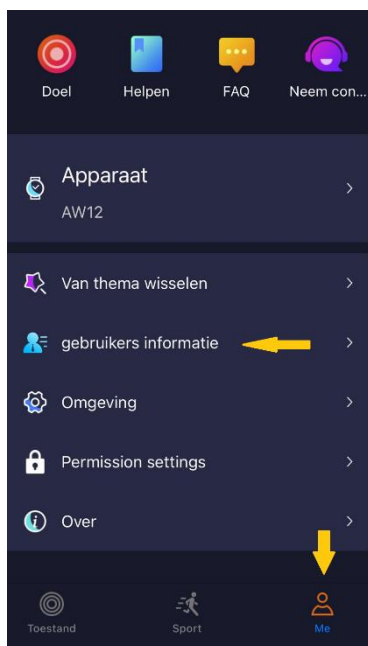 Doel
Helpen
FAQ
Neem con...
Apparaat
AW12
Van thema wisselen
gebruikers informatie
Omgeving
Permission settings
Over
Toestand
Sport
Me